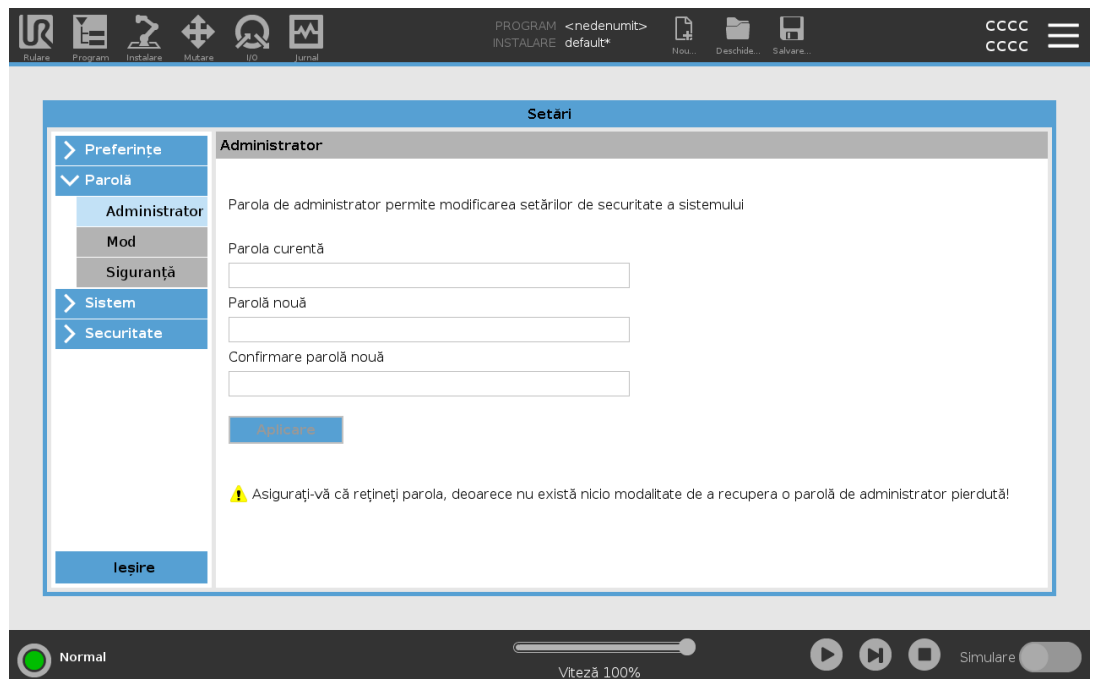 UR
Rulare
Program
Instalare
Mutare
I/O
Jurnal
PROGRAM <nedenumit>
INSTALARE default*
Nou...
Deschide...
Salvare...
cccc
cccc
Setări
Preferințe
Parolă
Administrator
Mod
Siguranță
Sistem
Securitate
Ieșire
Administrator
Parola de administrator permite modificarea setărilor de securitate a sistemului
Parola curentă
Parolă nouă
Confirmare parolă nouă
Aplicare
Asigurați-vă că rețineți parola, deoarece nu există nicio modalitate de a recupera o parolă de administrator pierdută!
Normal
Viteză 100%
Simulare